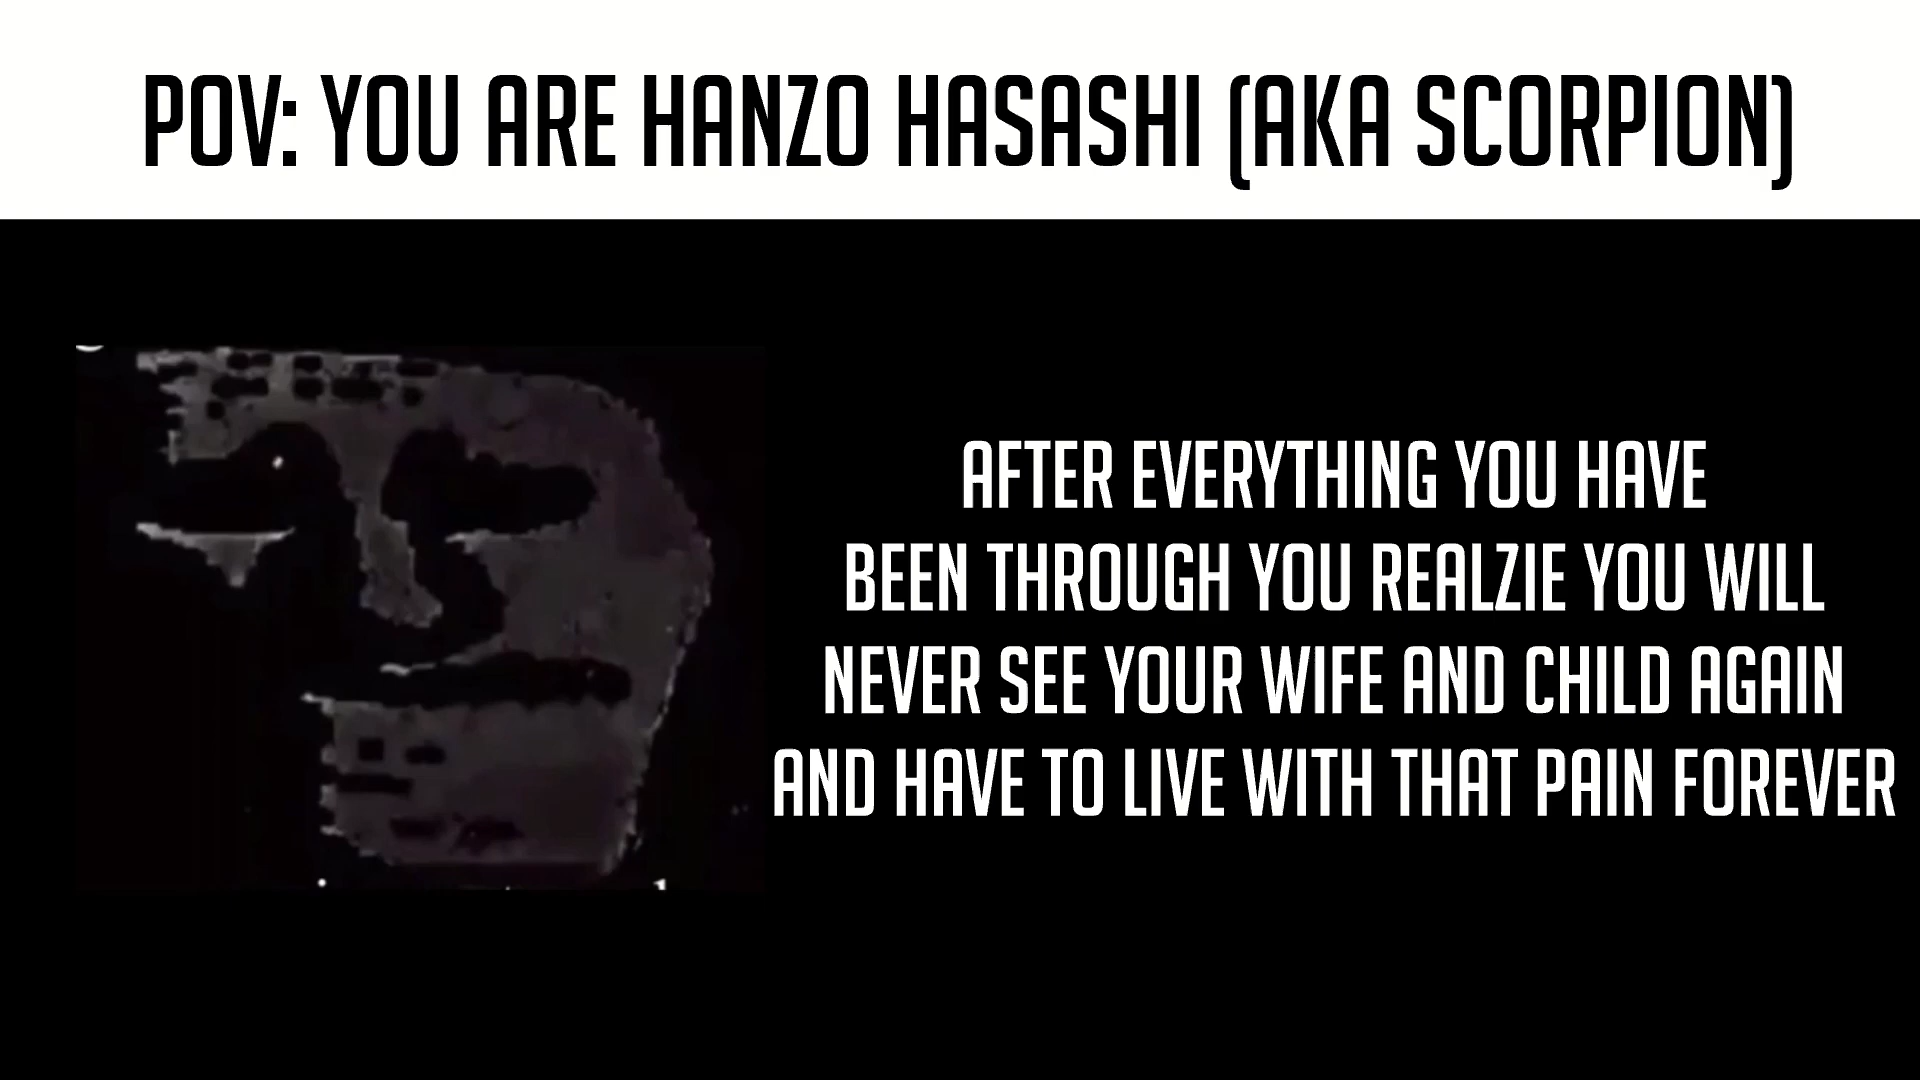 POV: YOU ARE HANZO HASASHI (AKA SCORPION)
AFTER EVERYTHING YOU HAVE
BEEN THROUGH YOU REALZIE YOU WILL
NEVER SEE YOUR WIFE AND CHILD AGAIN
AND HAVE TO LIVE WITH THAT PAIN FOREVER